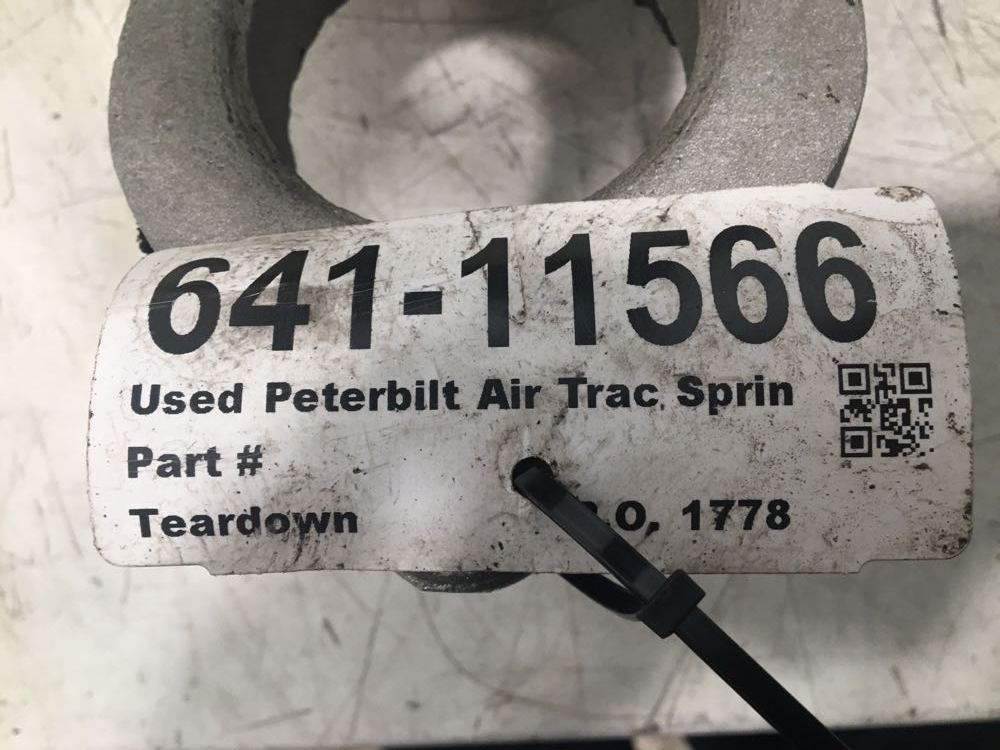 641-11566
Used Peterbilt Air Trac Sprin
Part #
Teardown .O. 1778